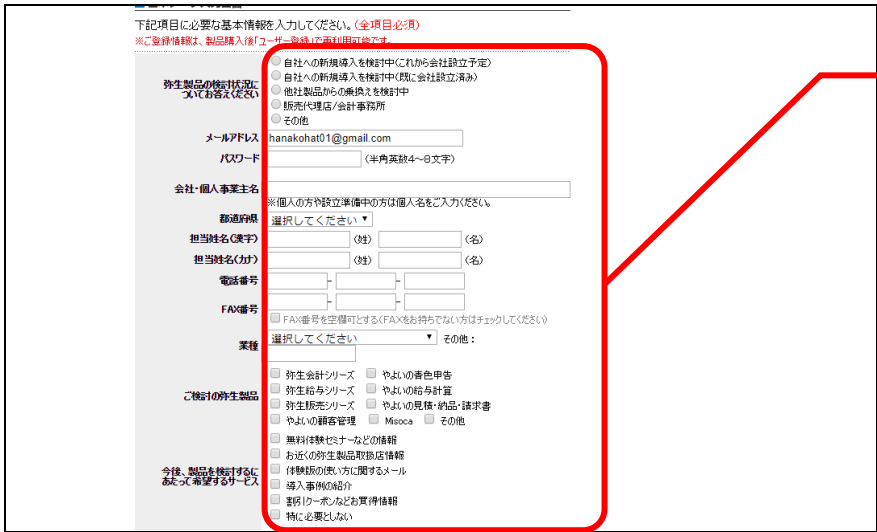 下記項目に必要な基本情報を入力してください。(全項目必須)
※ご登録情報は、製品購入後「ユーザー登録」で再利用可能です。
弥生製品の検討状況に
ついてお答えください
自社への新規導入を検討中(これから会社設立予定)
自社への新規導入を検討中(既に会社設立済み)
他社製品からの乗換えを検討中
販売代理店/会計事務所
その他
メールアドレス hanakohat01@gmail.com
パスワード (半角英数4～8文字)
会社・個人事業主名
※個人の方や設立準備中の方は個人名をご入力ください。
都道府県 選択してください
担当姓名(漢字) (姓) (名)
担当姓名(カナ) (姓) (名)
電話番号 - -
FAX番号 - -
FAX番号を空欄可とする(FAXをお持ちでない方はチェックしてください)
業種 選択してください その他：
ご検討の弥生製品
弥生会計シリーズ やよいの青色申告
弥生給与シリーズ やよいの給与計算
弥生販売シリーズ やよいの見積・納品・請求書
やよいの顧客管理 Misoca その他
今後、製品を検討するに
あたって希望するサービス
無料体験セミナーなどの情報
お近くの弥生製品取扱店情報
体験版の使い方に関するメール
導入事例の紹介
割引クーポンなどお買得情報
特に必要としない